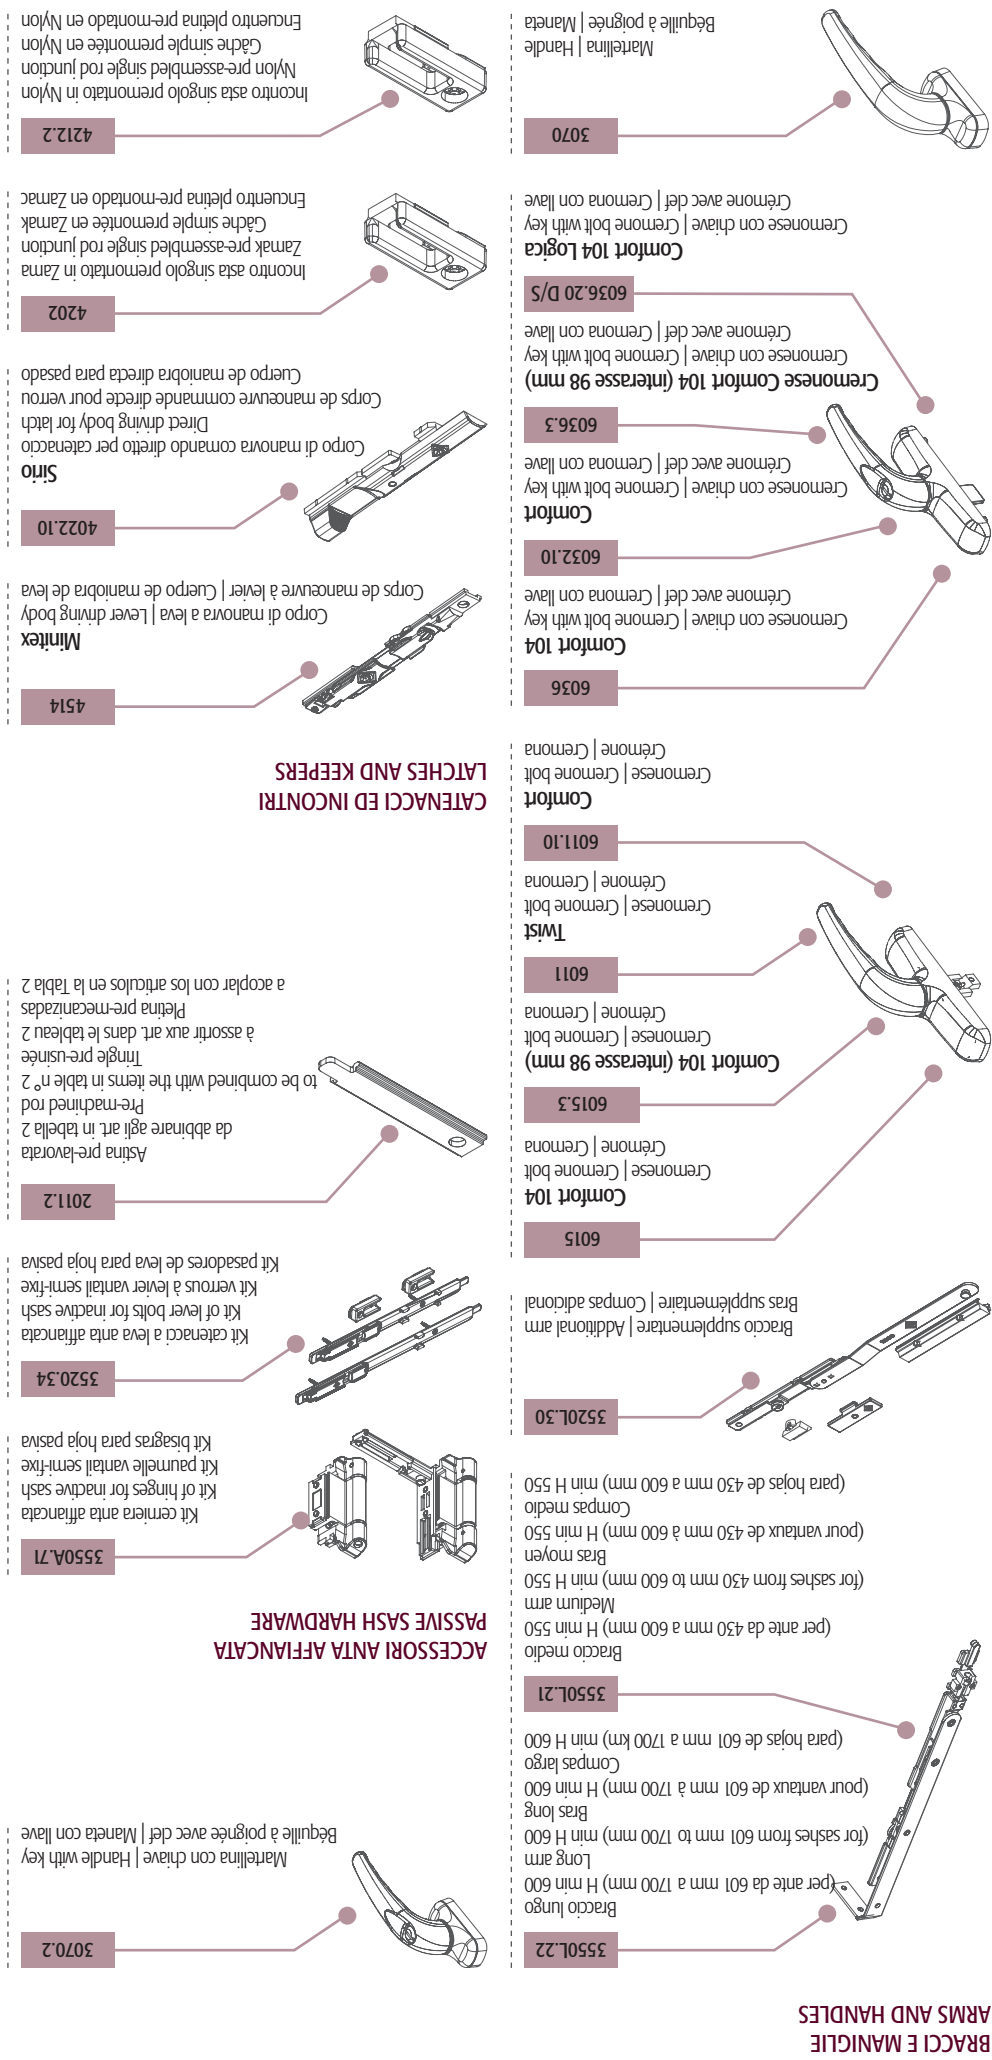 BRACCI E MANIGLIE
ARMS AND HANDLES
3550L.22
Braccio lungo
(per ante da 601 mm a 1700 mm) min H 600
Long arm
(for sashes from 601 mm to 1700 mm) min H 600
Bras long
(pour vantaux de 601 mm à 1700 mm) H min 600
Compas largo
(para hojas de 601 mm a 1700 km) min H 600
3550L.21
Braccio medio
(per ante da 430 mm a 600 mm) min H 550
Medium arm
(for sashes from 430 mm to 600 mm) min H 550
Bras moyen
(pour vantaux de 430 mm à 600 mm) H min 550
Compas medio
(para hojas de 430 mm a 600 mm) min H 550
3520L.30
Braccio supplementare | Additional arm
Bras supplémentaire | Compas adicional
6015
Comfort 104
Cremonese | Cremone bolt
Crémone | Cremona
6015.3
Comfort 104 (interasse 98 mm)
Cremonese | Cremone bolt
Crémone | Cremona
6011
Twist
Cremonese | Cremone bolt
Crémone | Cremona
6011.10
Comfort
Cremonese | Cremone bolt
Crémone | Cremona
6036
Comfort 104
Cremonese con chiave | Cremone bolt with key
Crémone avec clef | Cremona con llave
6032.10
Comfort
Cremonese con chiave | Cremone bolt with key
Crémone avec clef | Cremona con llave
6036.3
Cremonese Comfort 104 (interasse 98 mm)
Cremonese con chiave | Cremone bolt with key
Crémone avec clef | Cremona con llave
6036.20 D/S
Comfort 104 Logica
Cremonese con chiave | Cremone bolt with key
Crémone avec clef | Cremona con llave
3070
Martellina | Handle
Béquille à poignée | Maneta
3070.2
Martellina con chiave | Handle with key
Béquille à poignée avec clef | Maneta con llave
ACCESSORI ANTA AFFIANCATA
PASSIVE SASH HARDWARE
3550A.71
Kit cerniera anta affiancata
Kit of hinges for inactive sash
Kit paumelle vantail semi-fixe
Kit bisagras para hoja pasiva
3520.34
Kit catenacci a leva anta affiancata
Kit of lever bolts for inactive sash
Kit verrous à levier vantail semi-fixe
Kit pasadores de leva para hoja pasiva
2011.2
Astina pre-lavorata
da abbinare agli art. in tabella 2
Pre-machined rod
to be combined with the items in table n° 2
Tringle pre-usinée
à assortir aux art. dans le tableau 2
Pletina pre-mecanizadas
a acoplar con los articulos en la Tabla 2
CATENACCI ED INCONTRI
LATCHES AND KEEPERS
4514
Minitex
Corpo di manovra a leva | Lever driving body
Corps de manœuvre à levier | Cuerpo de maniobra de leva
4022.10
Sirio
Corpo di manovra comando diretto per catenaccio
Direct driving body for latch
Corps de manœuvre commande directe pour verrou
Cuerpo de maniobra directa para pasado
4202
Incontro asta singolo premontato in Zama
Zamak pre-assembled single rod junction
Gâche simple premontée en Zamak
Encuentro pletina pre-montado en Zamac
4212.2
Incontro asta singolo premontato in Nylon
Nylon pre-assembled single rod junction
Gâche simple premontée en Nylon
Encuentro pletina pre-montado en Nylon